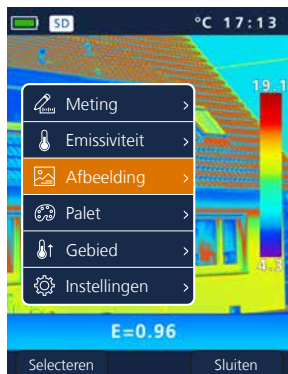 SD °C 17:13
19.1
Meting
Emissiviteit
Afbeelding
Palet
Gebied
Instellingen
4.3
E=0.96
Selecteren Sluiten